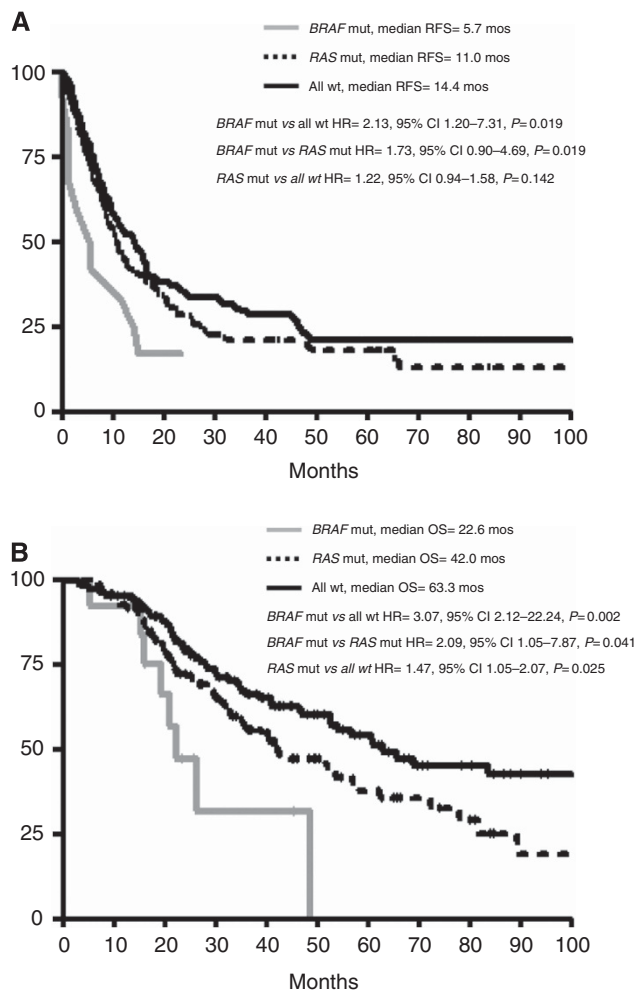 A
BRAF mut, median RFS= 5.7 mos
RAS mut, median RFS= 11.0 mos
All wt, median RFS= 14.4 mos
BRAF mut vs all wt HR= 2.13, 95% CI 1.20–7.31, P=0.019
BRAF mut vs RAS mut HR= 1.73, 95% CI 0.90–4.69, P=0.019
RAS mut vs all wt HR= 1.22, 95% CI 0.94–1.58, P=0.142
100
75
50
25
0
0 10 20 30 40 50 60 70 80 90 100
Months
B
BRAF mut, median OS= 22.6 mos
RAS mut, median OS= 42.0 mos
All wt, median OS= 63.3 mos
BRAF mut vs all wt HR= 3.07, 95% CI 2.12–22.24, P=0.002
BRAF mut vs RAS mut HR= 2.09, 95% CI 1.05–7.87, P=0.041
RAS mut vs all wt HR= 1.47, 95% CI 1.05–2.07, P=0.025
100
75
50
25
0
0 10 20 30 40 50 60 70 80 90 100
Months